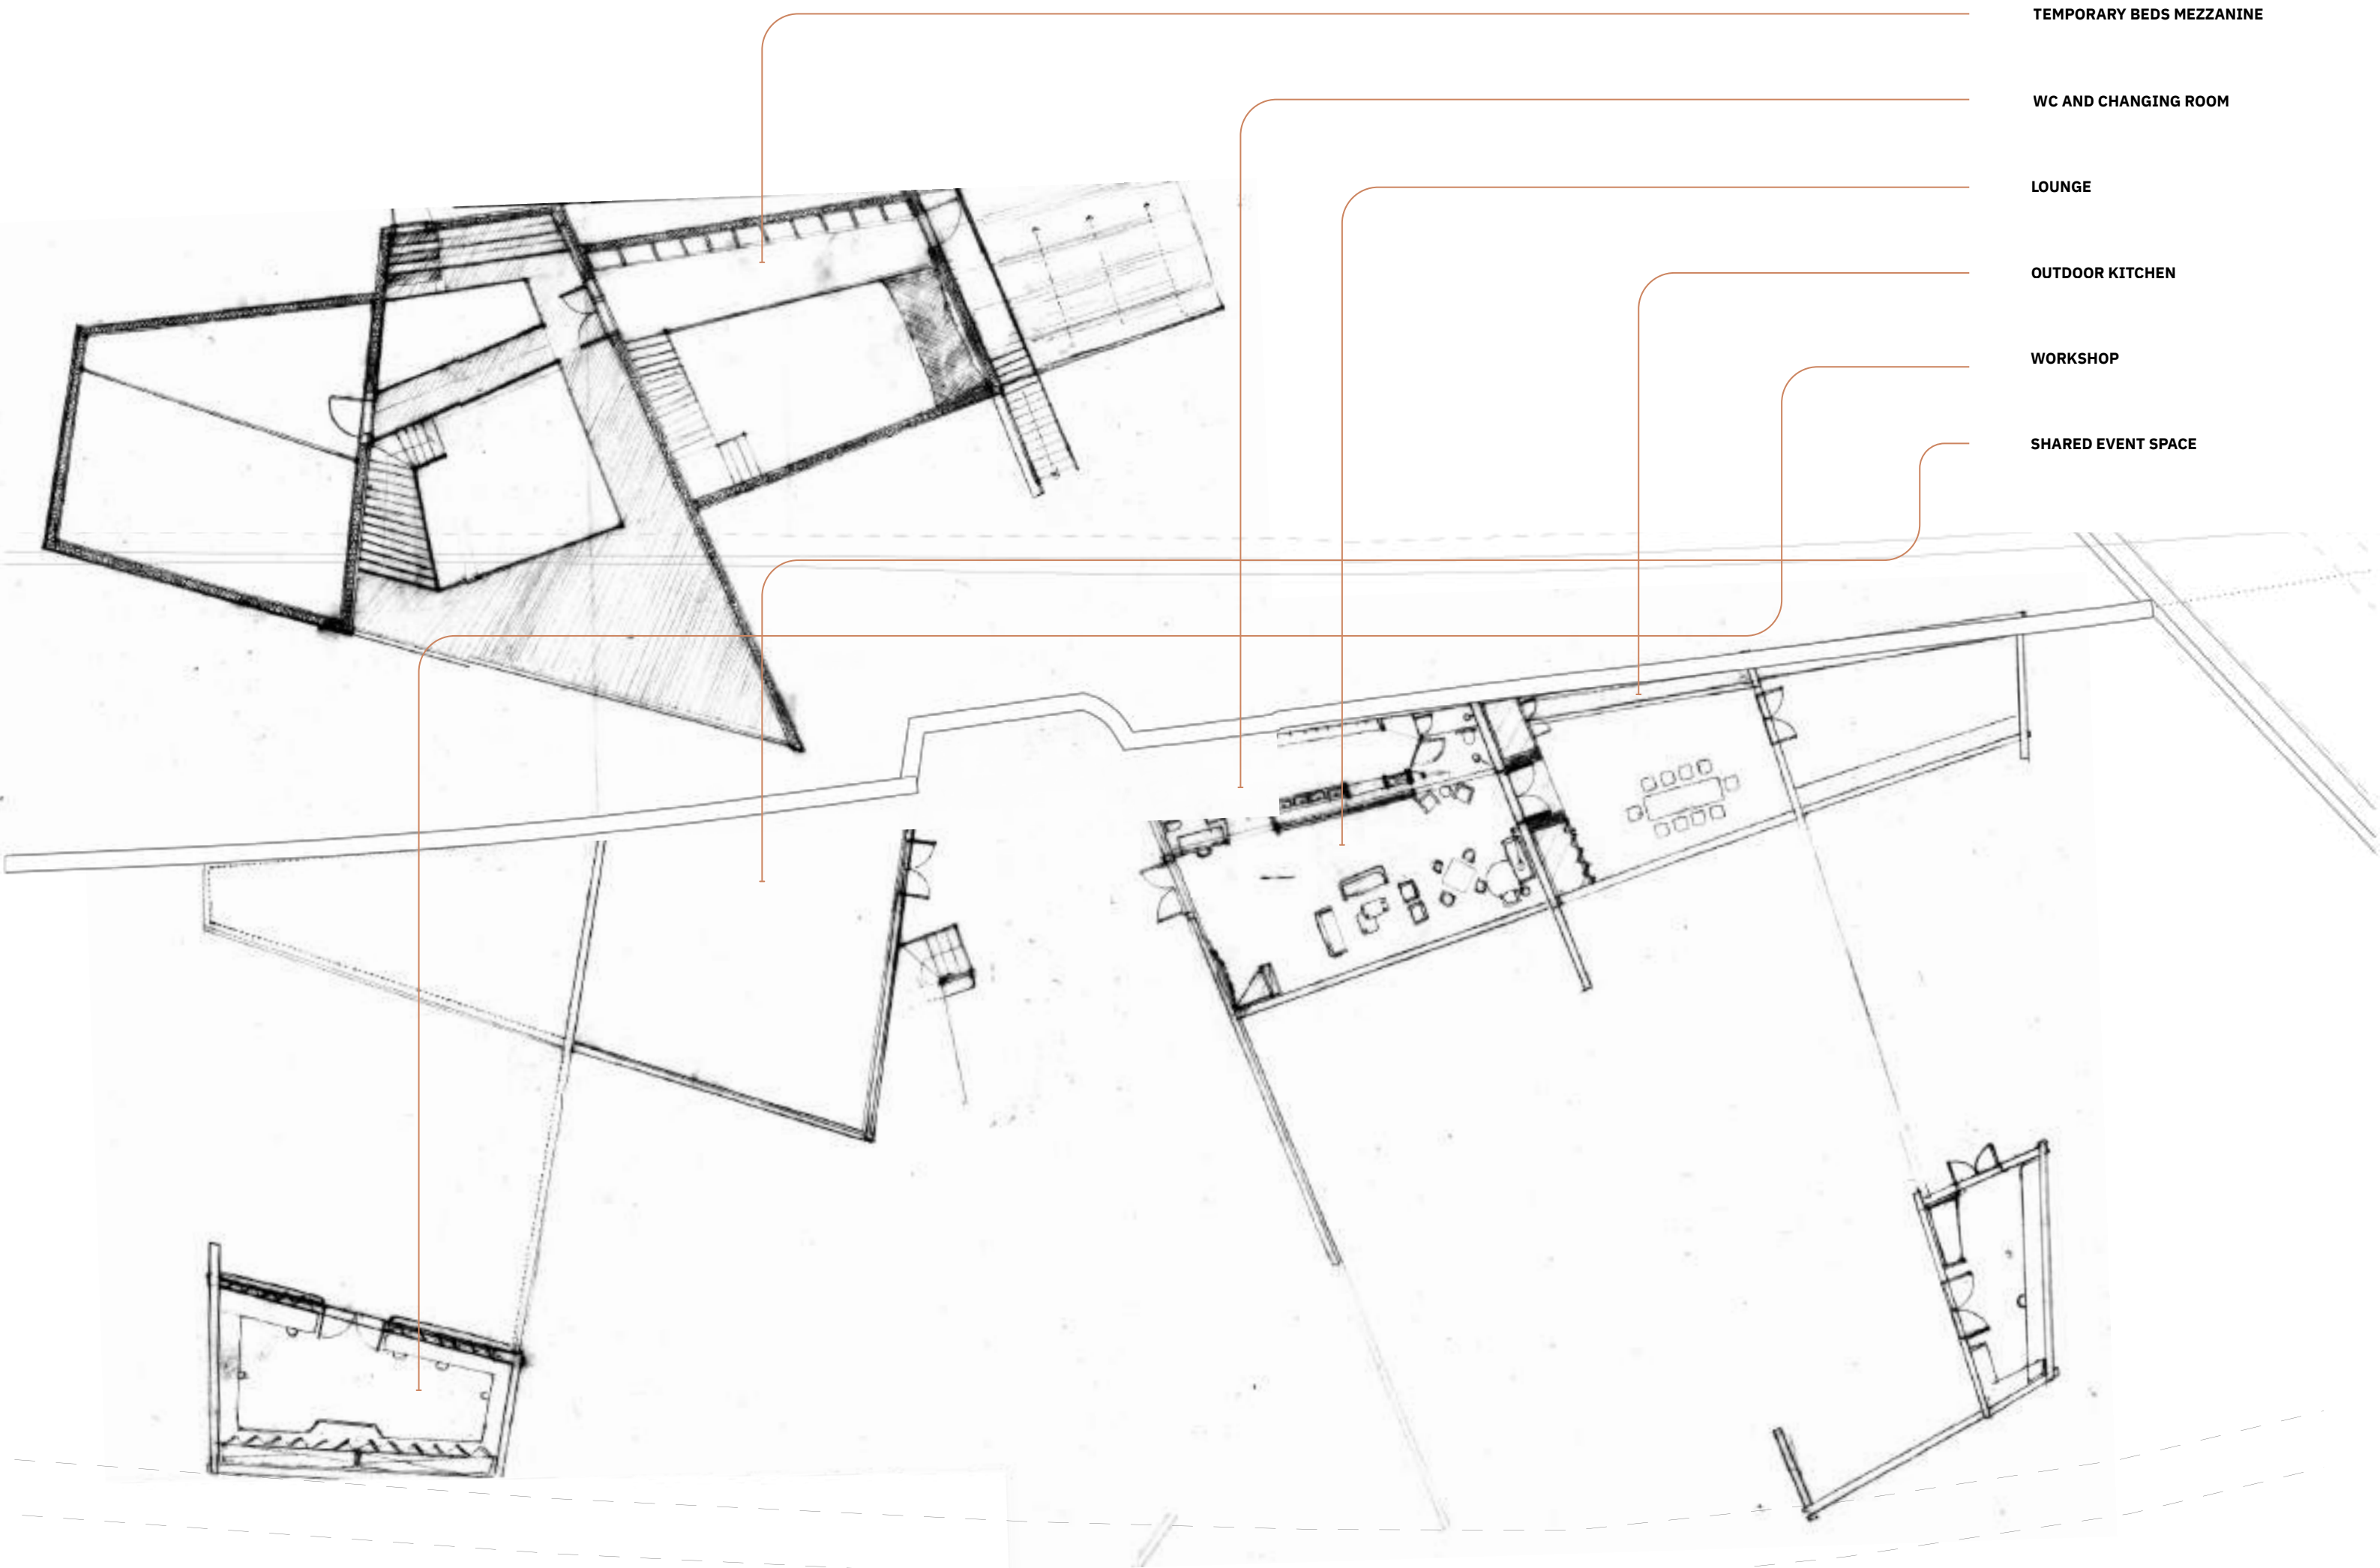 TEMPORARY BEDS MEZZANINE
WC AND CHANGING ROOM
LOUNGE
OUTDOOR KITCHEN
WORKSHOP
SHARED EVENT SPACE